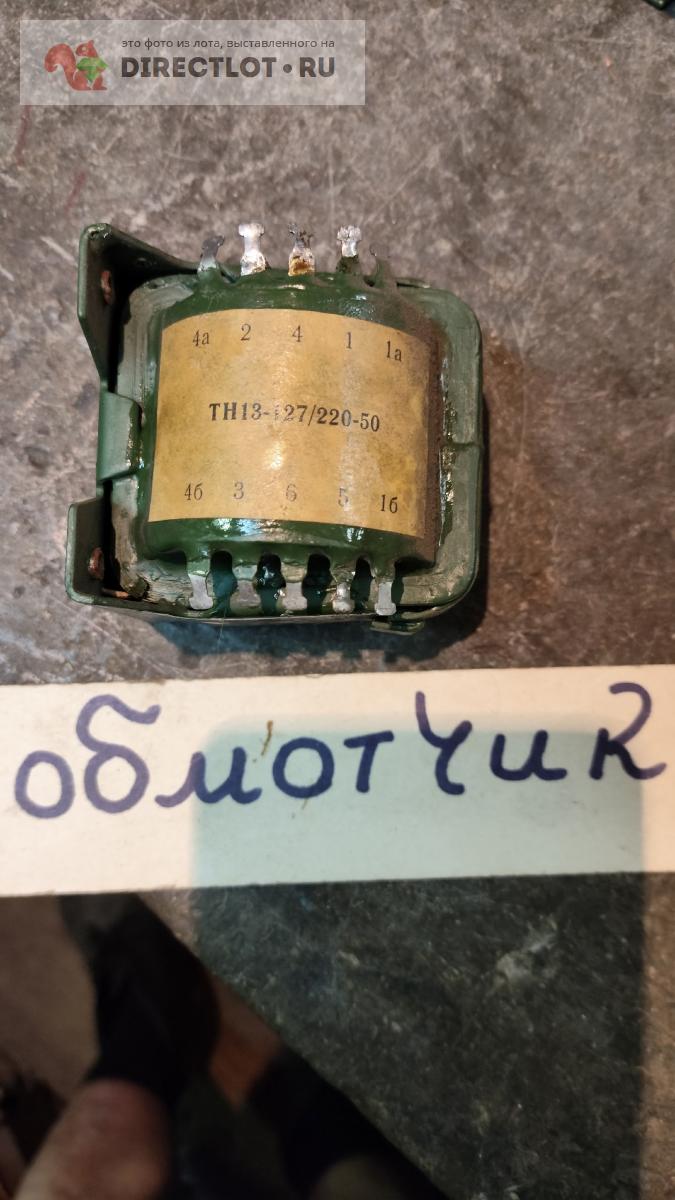 это фото из лота, выставленного на
DIRECTLOT•RU
4а 2 4 1 1а
ТН13-127/220-50
4б 3 6 5 1б
обмотчик